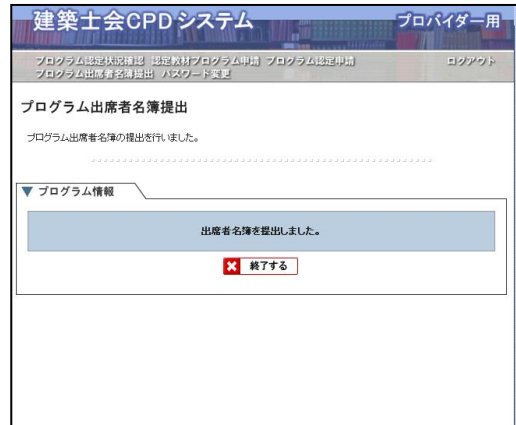 建築士会CPDシステム プロバイダー用
プログラム認定状況確認 認定教材プログラム申請 プログラム認定申請 ログアウト
プログラム出席者名簿提出 パスワード変更
プログラム出席者名簿提出
プログラム出席者名簿の提出を行いました。
▼ プログラム情報
出席者名簿を提出しました。
終了する